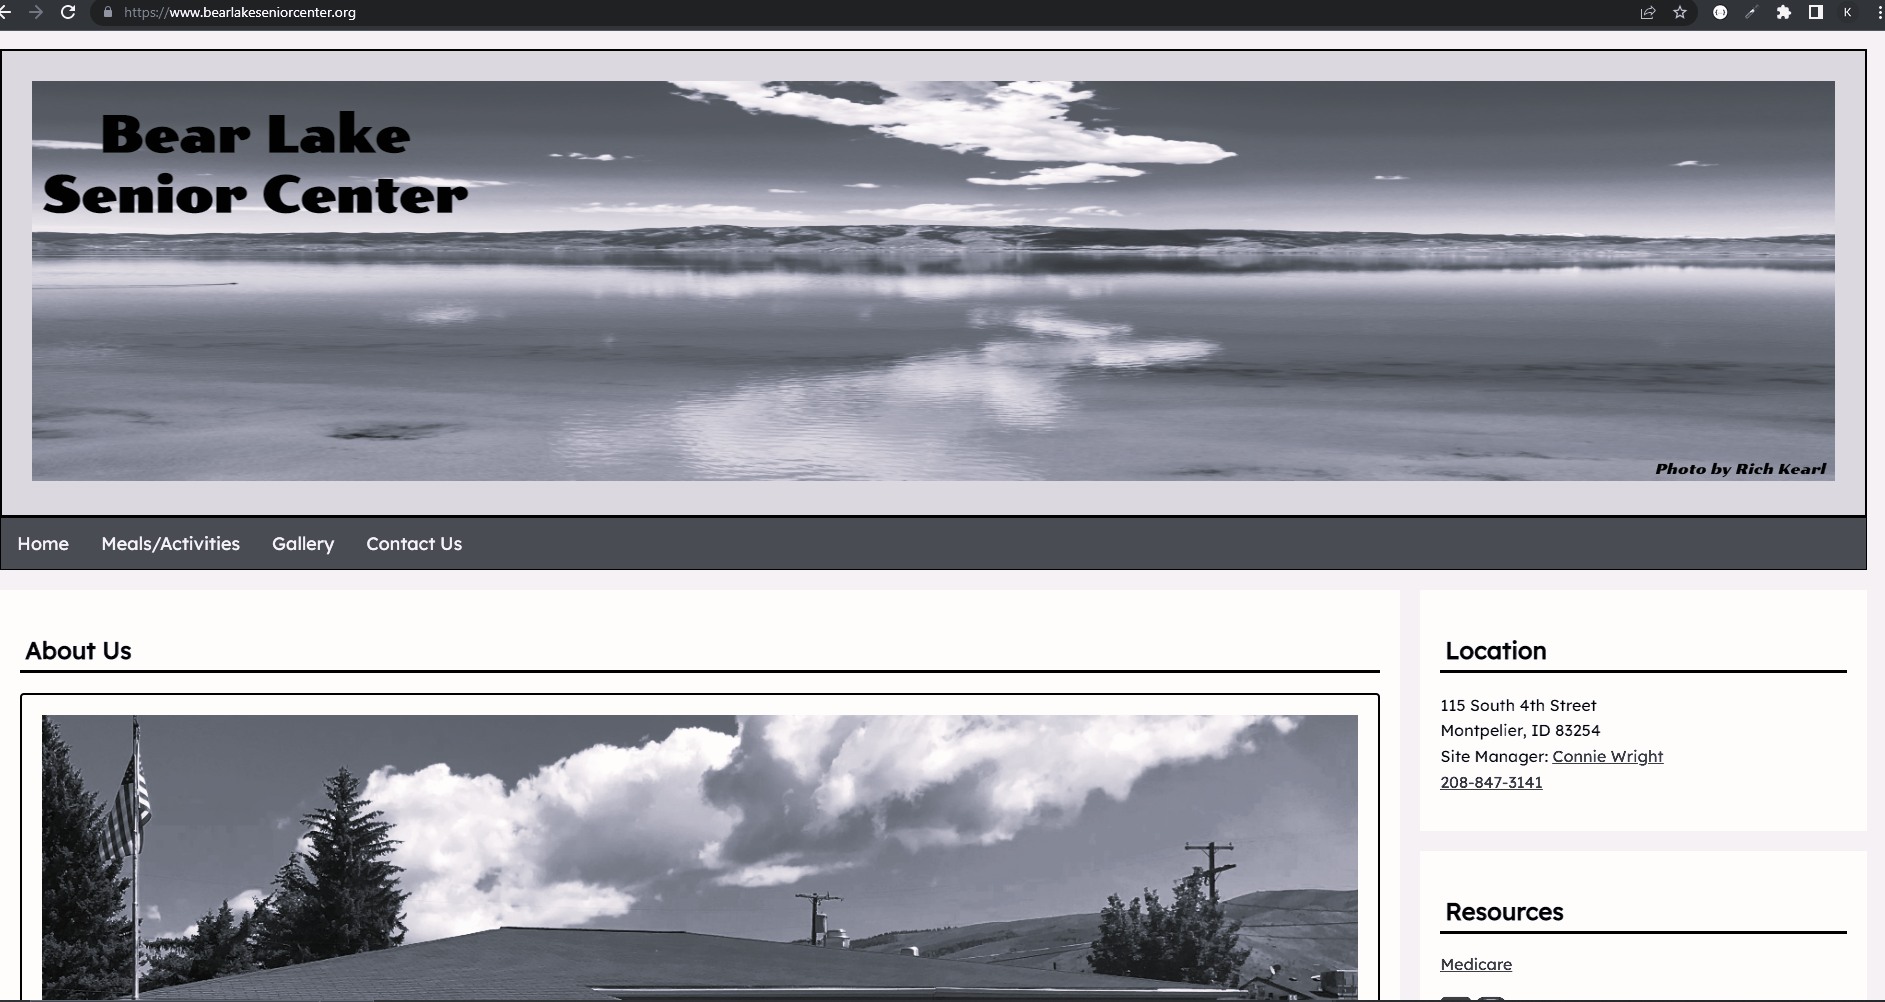 https://www.bearlakeseniorcenter.org
K
Bear Lake
Senior Center
Photo by Rich Kearl
Home Meals/Activities Gallery Contact Us
About Us
Location
115 South 4th Street
Montpelier, ID 83254
Site Manager: Connie Wright
208-847-3141
Resources
Medicare